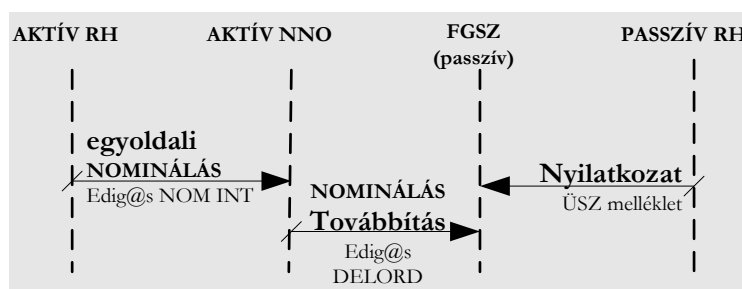 AKTÍV RH
AKTÍV NNO
FGSZ
(passzív)
PASSZÍV RH
egyoldali
NOMINÁLÁS
Edig@s NOM INT
NOMINÁLÁS
Továbbítás
Edig@s
DELORD
Nyilatkozat
ÜSZ melléklet